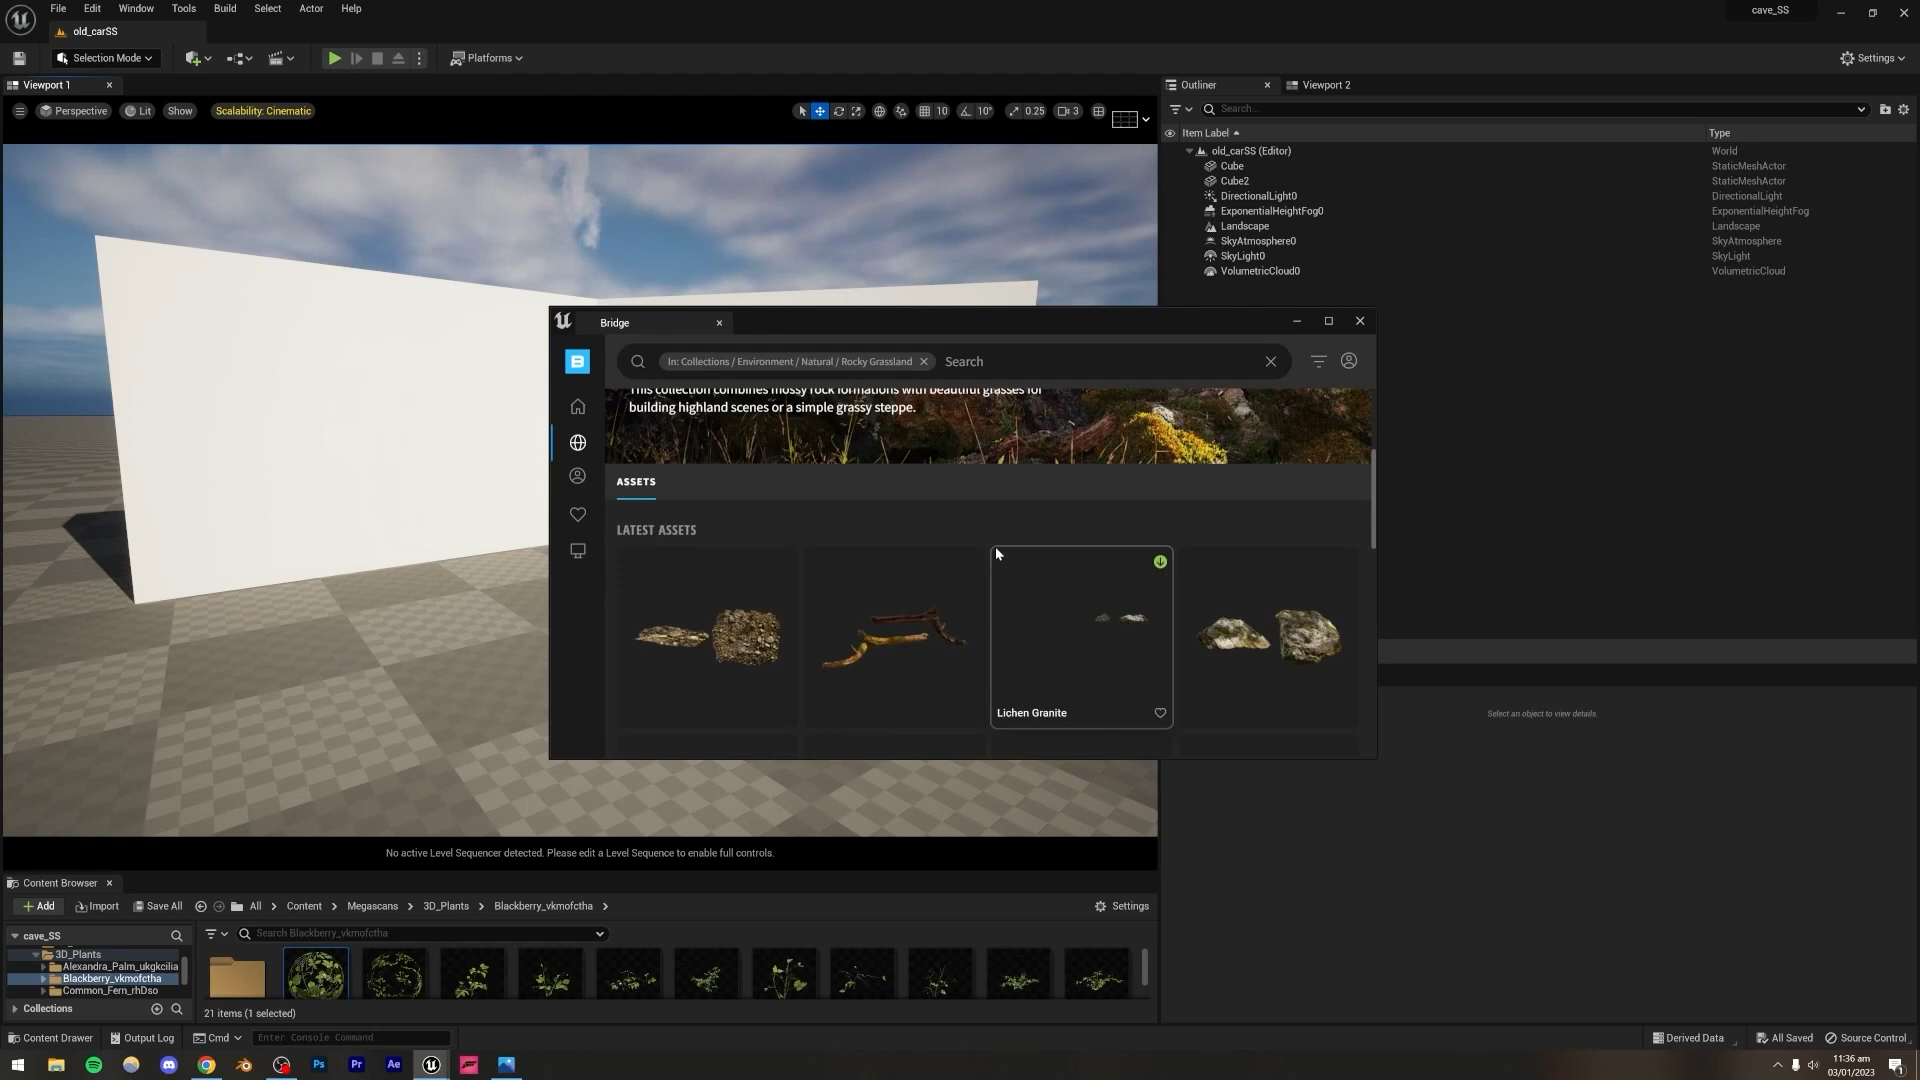 File Edit Window Tools Build Select Actor Help
cave_SS
old_carSS
Selection Mode
Platforms
Settings
Viewport 1
Outliner
Viewport 2
Perspective
Lit
Show
Scalability: Cinematic
10
10°
0.25
3
Search...
Item Label
Type
old_carSS (Editor)
World
Cube
StaticMeshActor
Cube2
StaticMeshActor
DirectionalLight0
DirectionalLight
ExponentialHeightFog0
ExponentialHeightFog
Landscape
Landscape
SkyAtmosphere0
SkyAtmosphere
SkyLight0
SkyLight
VolumetricCloud0
VolumetricCloud
Bridge
In: Collections / Environment / Natural / Rocky Grassland
Search
This collection combines mossy rock formations with beautiful grasses for
building highland scenes or a simple grassy steppe.
ASSETS
LATEST ASSETS
Lichen Granite
Select an object to view details.
No active Level Sequencer detected. Please edit a Level Sequence to enable full controls.
Content Browser
Add
Import
Save All
All
Content
Megascans
3D_Plants
Blackberry_vkmofctha
Settings
cave_SS
Search Blackberry_vkmofctha
3D_Plants
Alexandra_Palm_ukgkcilia
Blackberry_vkmofctha
Common_Fern_rhDso
Collections
21 items (1 selected)
Content Drawer
Output Log
Cmd
Enter Console Command
Derived Data
All Saved
Source Control
Ps
Pr
Ae
11:36 am
03/01/2023
1